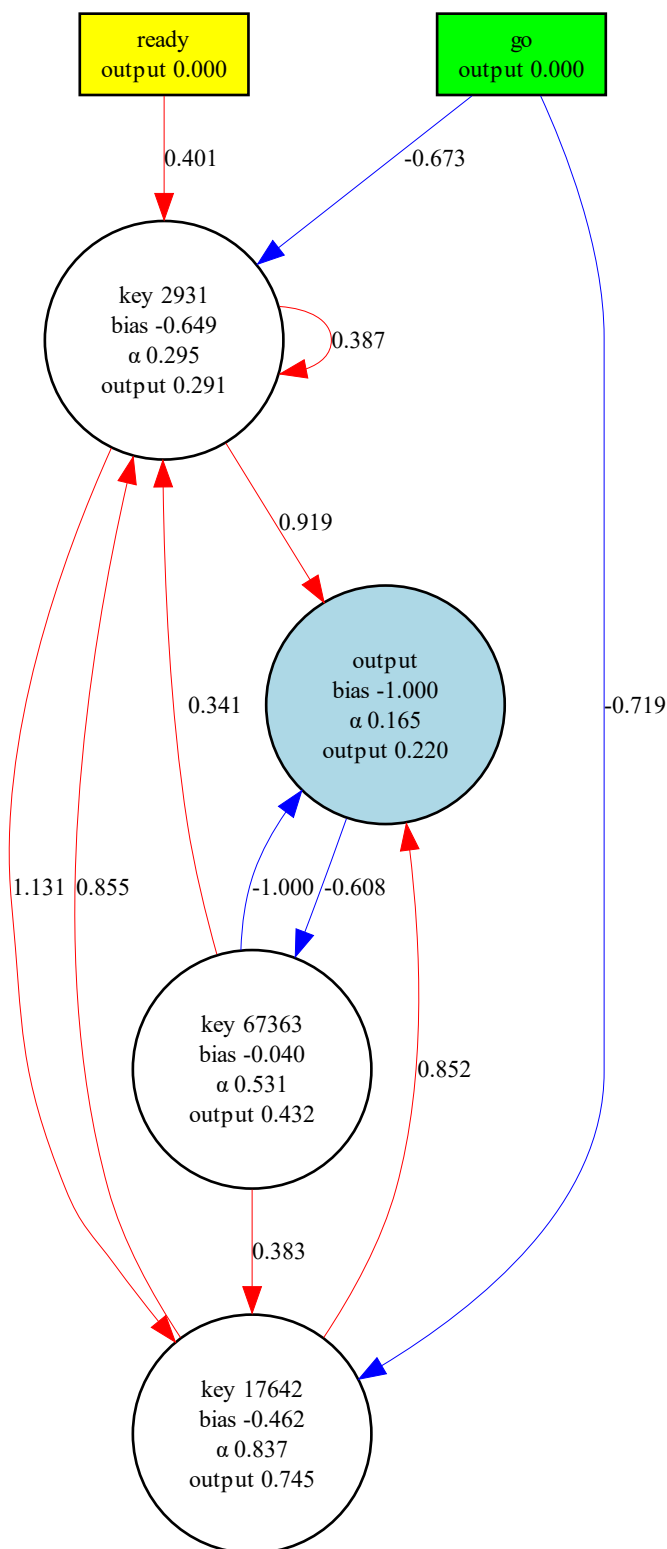 ready
output 0.000
go
output 0.000
0.401
-0.673
key 2931
bias -0.649
α 0.295
output 0.291
0.387
0.919
output
bias -1.000
α 0.165
output 0.220
0.341
-0.719
1.131
0.855
-1.000
-0.608
key 67363
bias -0.040
α 0.531
output 0.432
0.852
0.383
key 17642
bias -0.462
α 0.837
output 0.745